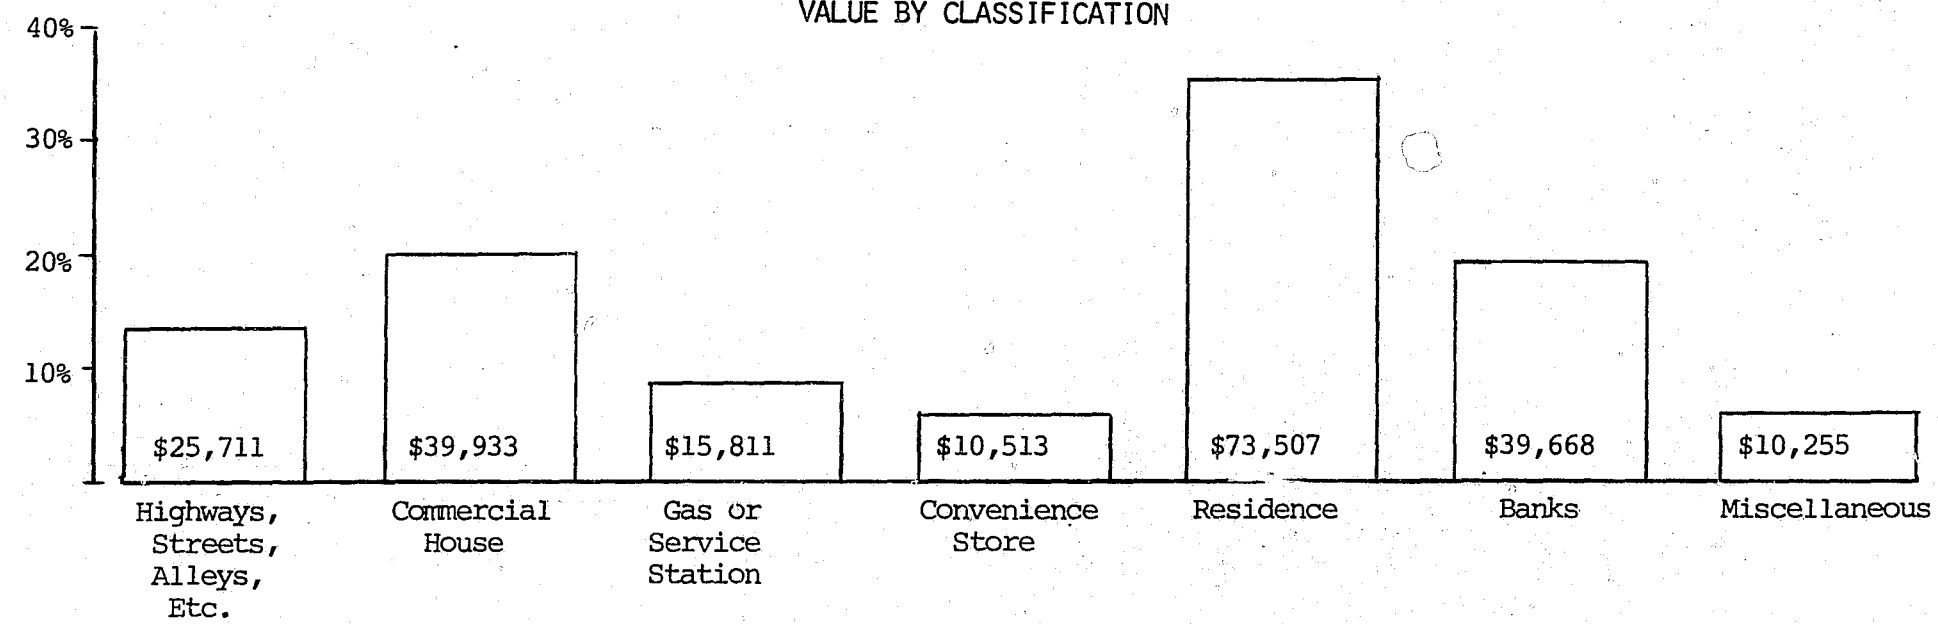 VALUE BY CLASSIFICATION
40%
30%
20%
10%
$25,711
$39,933
$15,811
$10,513
$73,507
$39,668
$10,255
Highways,
Streets,
Alleys,
Etc.
Commercial
House
Gas or
Service
Station
Convenience
Store
Residence
Banks
Miscellaneous